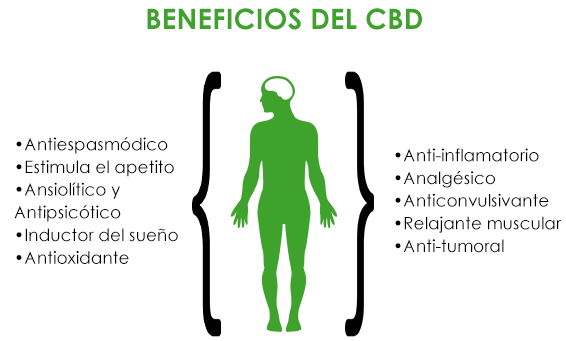 BENEFICIOS DEL CBD
•Antiespasmódico
•Estimula el apetito
•Ansiolítico y
Antipsicótico
•Inductor del sueño
•Antioxidante
•Anti-inflamatorio
•Analgésico
•Anticonvulsivante
•Relajante muscular
•Anti-tumoral